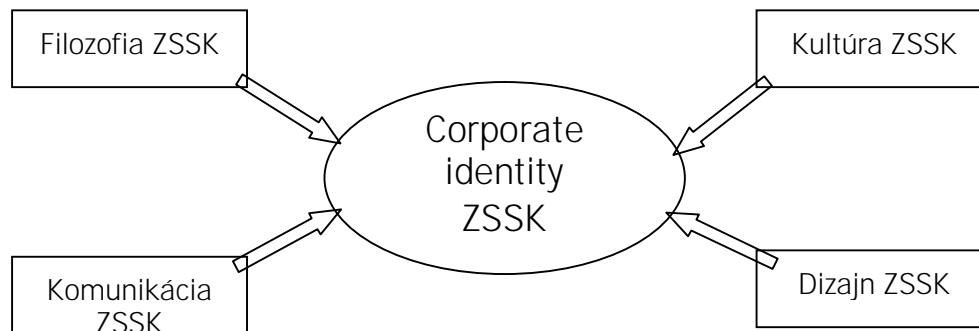 Filozofia ZSSK
Kultúra ZSSK
Corporate
identity
ZSSK
Komunikácia
ZSSK
Dizajn ZSSK